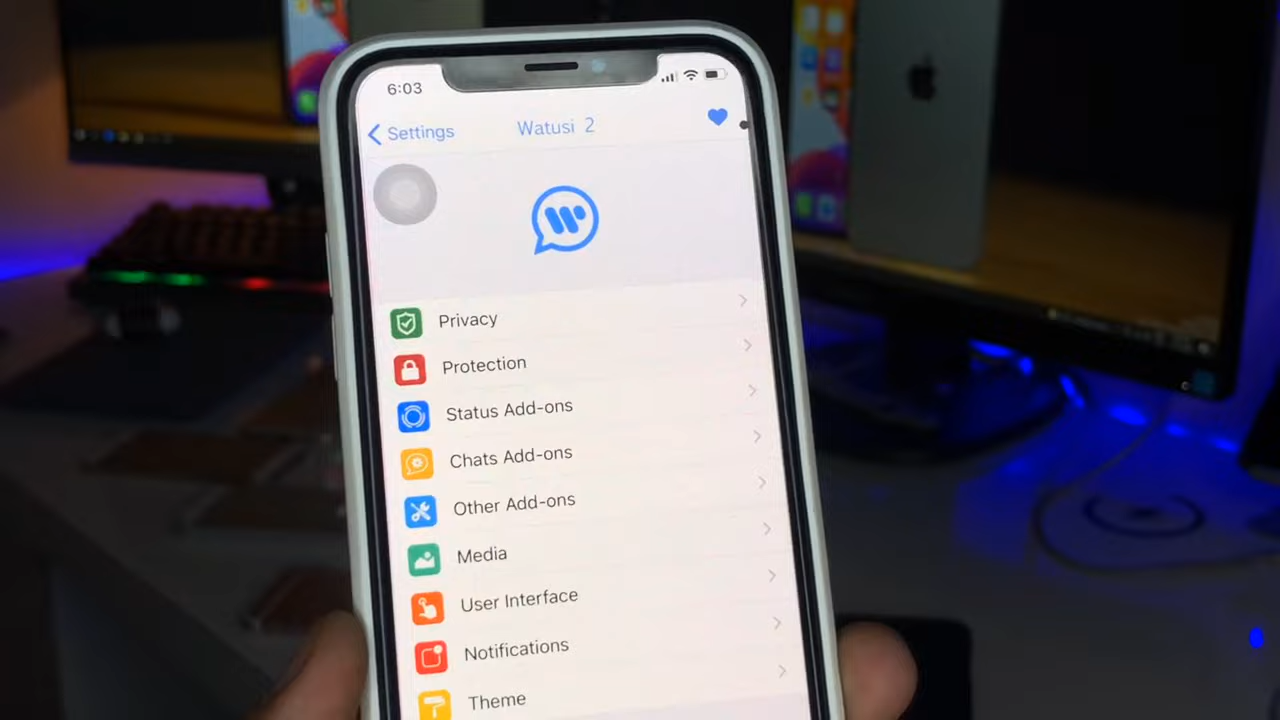 6:03
Settings
Watusi 2
Privacy
Protection
Status Add-ons
Chats Add-ons
Other Add-ons
Media
User Interface
Notifications
Theme